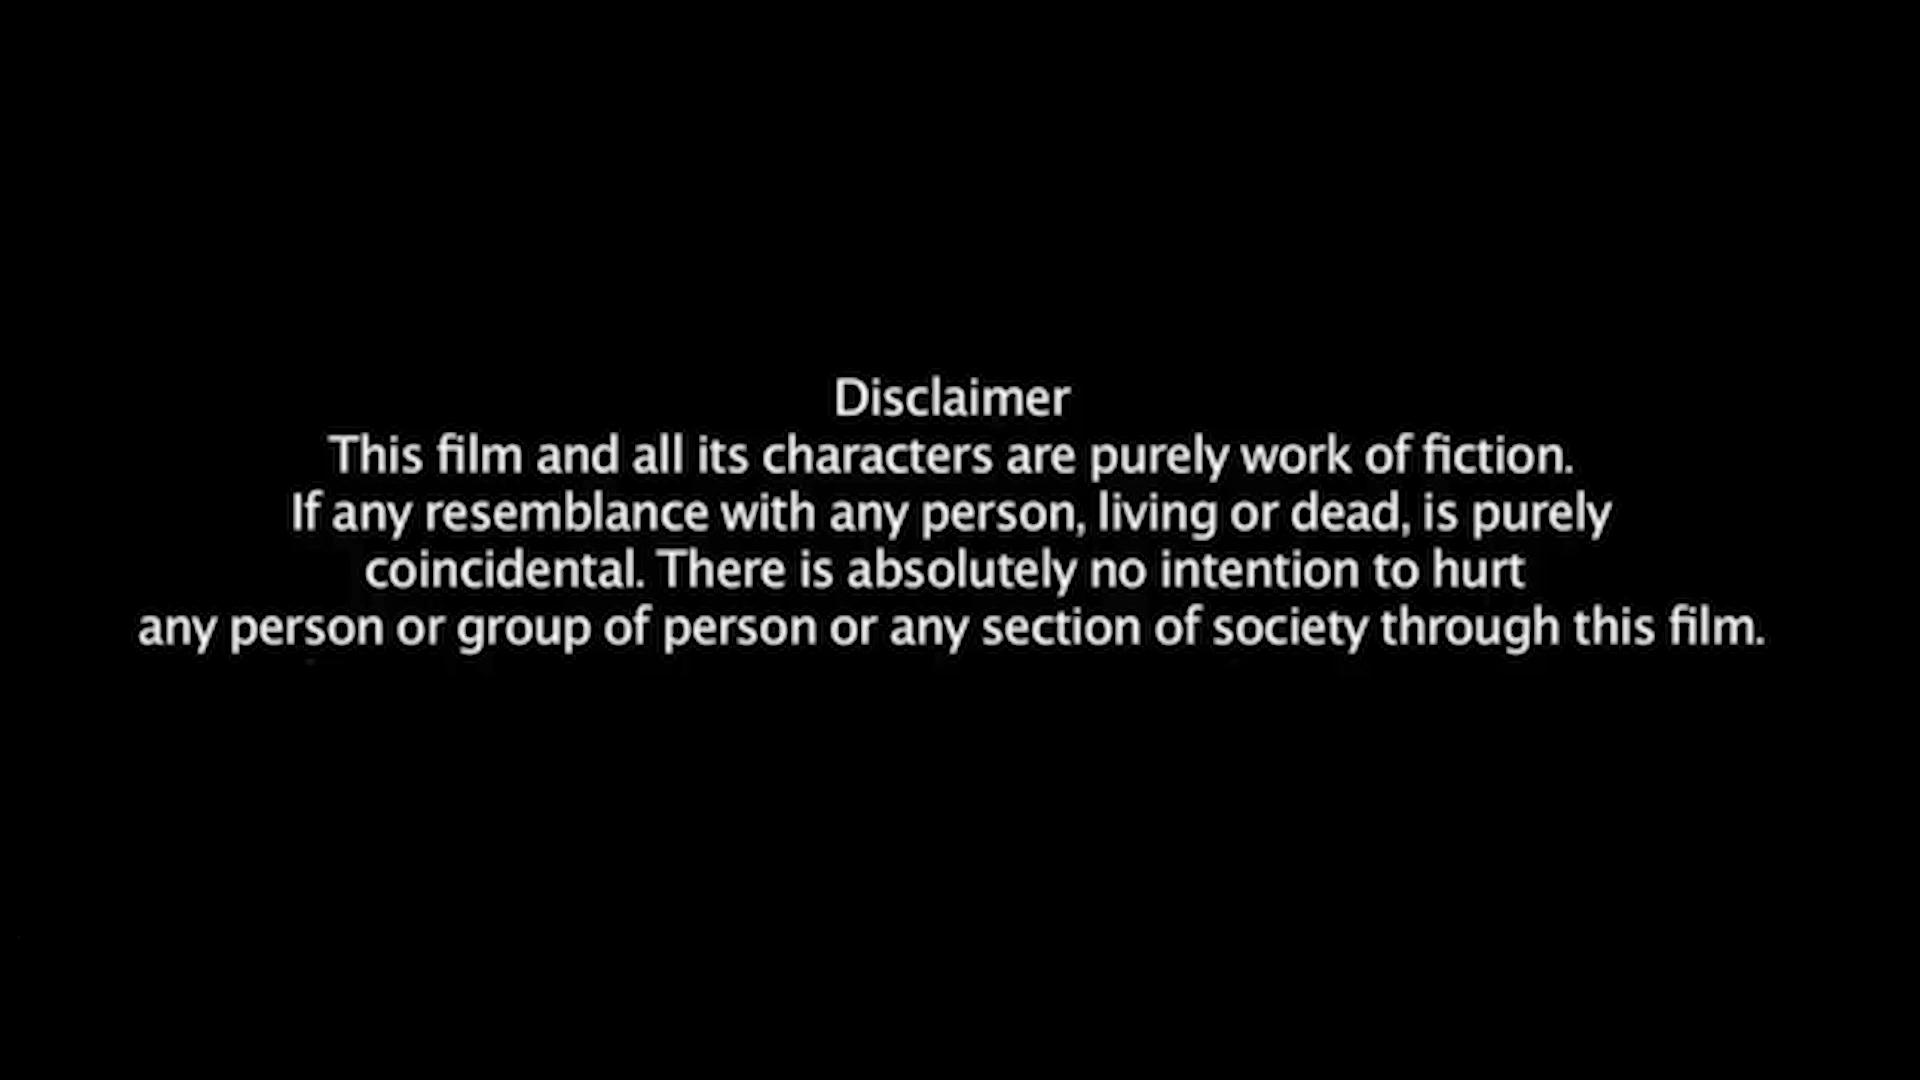 Disclaimer
This film and all its characters are purely work of fiction.
If any resemblance with any person, living or dead, is purely
coincidental. There is absolutely no intention to hurt
any person or group of person or any section of society through this film.